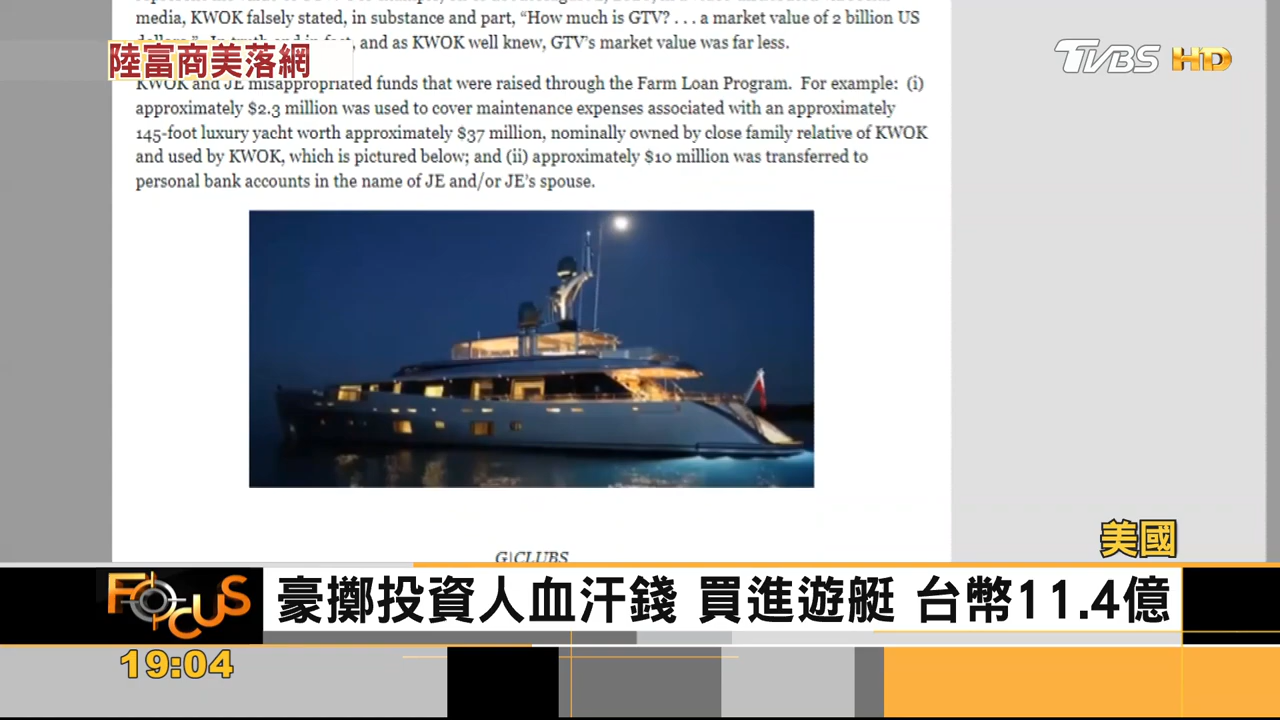 media, KWOK falsely stated, in substance and part, “How much is GTV? . . . a market value of 2 billion US
and as KWOK well knew, GTV’s market value was far less.
陸富商美落網
TVBS HD
KWOK and JE misappropriated funds that were raised through the Farm Loan Program. For example: (i)
approximately $2.3 million was used to cover maintenance expenses associated with an approximately
145-foot luxury yacht worth approximately $37 million, nominally owned by close family relative of KWOK
and used by KWOK, which is pictured below; and (ii) approximately $10 million was transferred to
personal bank accounts in the name of JE and/or JE’s spouse.
G|CLUBS
美國
FOCUS
豪擲投資人血汗錢 買進遊艇 台幣11.4億
19:04